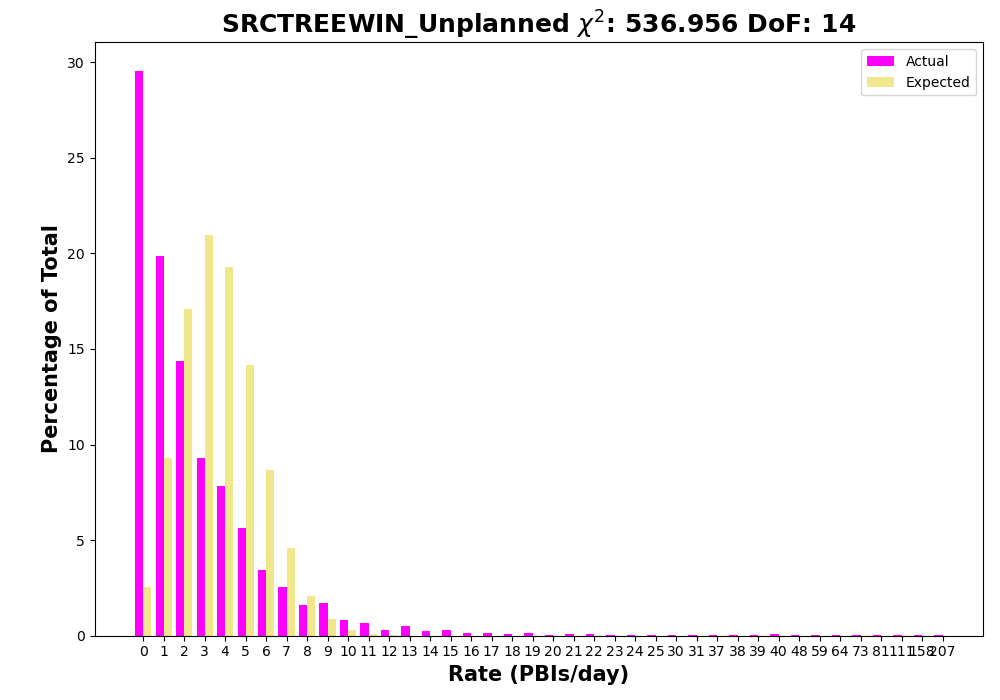 SRCTREEWIN_Unplanned χ²: 536.956 DoF: 14
Actual
Expected
30
25
20
15
10
5
0
Percentage of Total
0 1 2 3 4 5 6 7 8 9 10 11 12 13 14 15 16 17 18 19 20 21 22 23 24 25 30 31 37 38 39 40 48 59 64 73 81 111 158 207
Rate (PBIs/day)